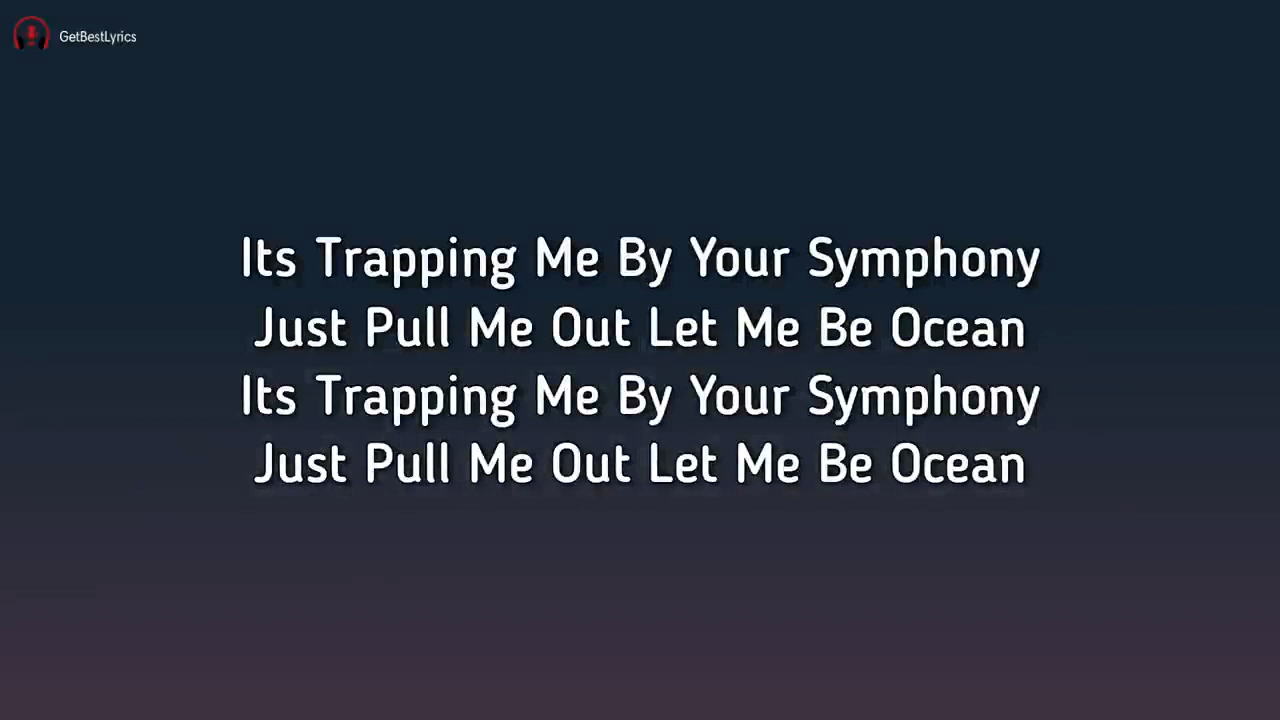 GetBestLyrics
Its Trapping Me By Your Symphony
Just Pull Me Out Let Me Be Ocean
Its Trapping Me By Your Symphony
Just Pull Me Out Let Me Be Ocean